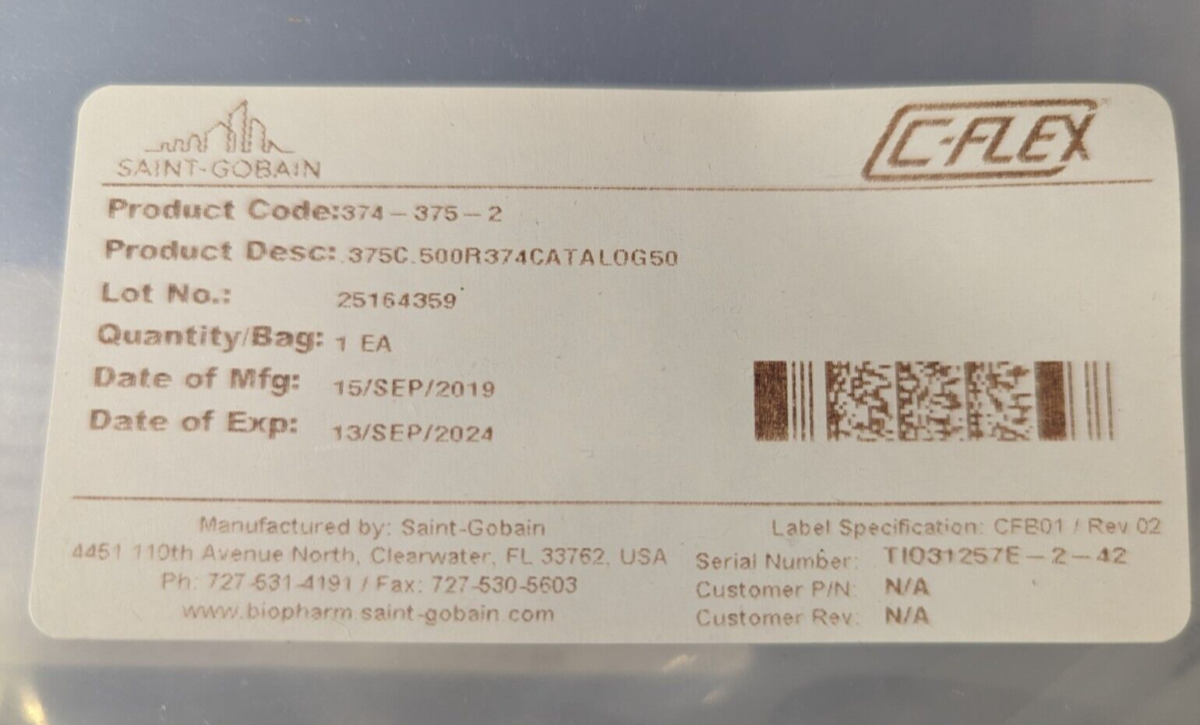 SAINT-GOBAIN
C-FLEX
Product Code:374-375-2
Product Desc:.375C.500R374CATALOG50
Lot No.: 25164359
Quantity/Bag: 1 EA
Date of Mfg: 15/SEP/2019
Date of Exp: 13/SEP/2024
Manufactured by: Saint-Gobain
4451 110th Avenue North, Clearwater, FL 33762, USA
Ph: 727-531-4191 / Fax: 727-530-5603
www.biopharm.saint-gobain.com
Label Specification: CFB01 / Rev 02
Serial Number: TI031257E-2-42
Customer P/N: N/A
Customer Rev: N/A